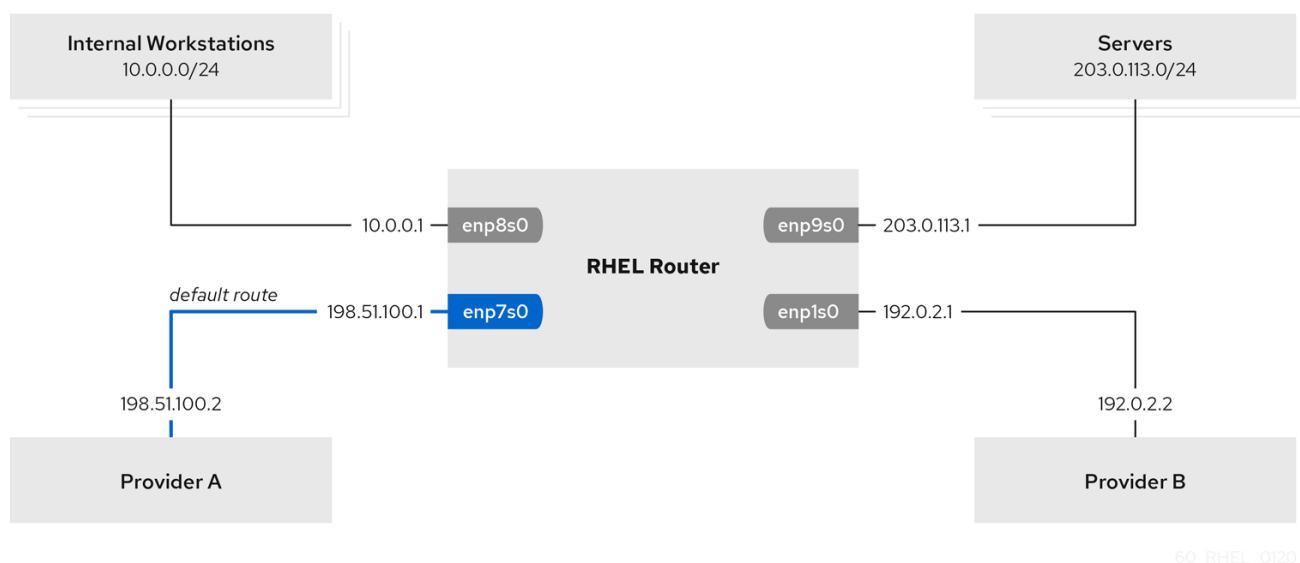 Internal Workstations
10.0.0.0/24
Servers
203.0.113.0/24
10.0.0.1
enp8s0
enp9s0
203.0.113.1
RHEL Router
default route
198.51.100.1
enp7s0
enp1s0
192.0.2.1
198.51.100.2
192.0.2.2
Provider A
Provider B
60_RHEL_0120